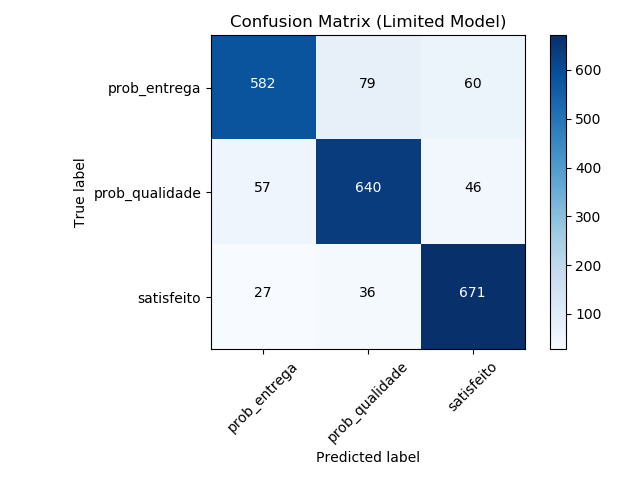 Confusion Matrix (Limited Model)
True label
prob_entrega 582 79 60
prob_qualidade 57 640 46
satisfeito 27 36 671
prob_entrega prob_qualidade satisfeito
Predicted label
600
500
400
300
200
100